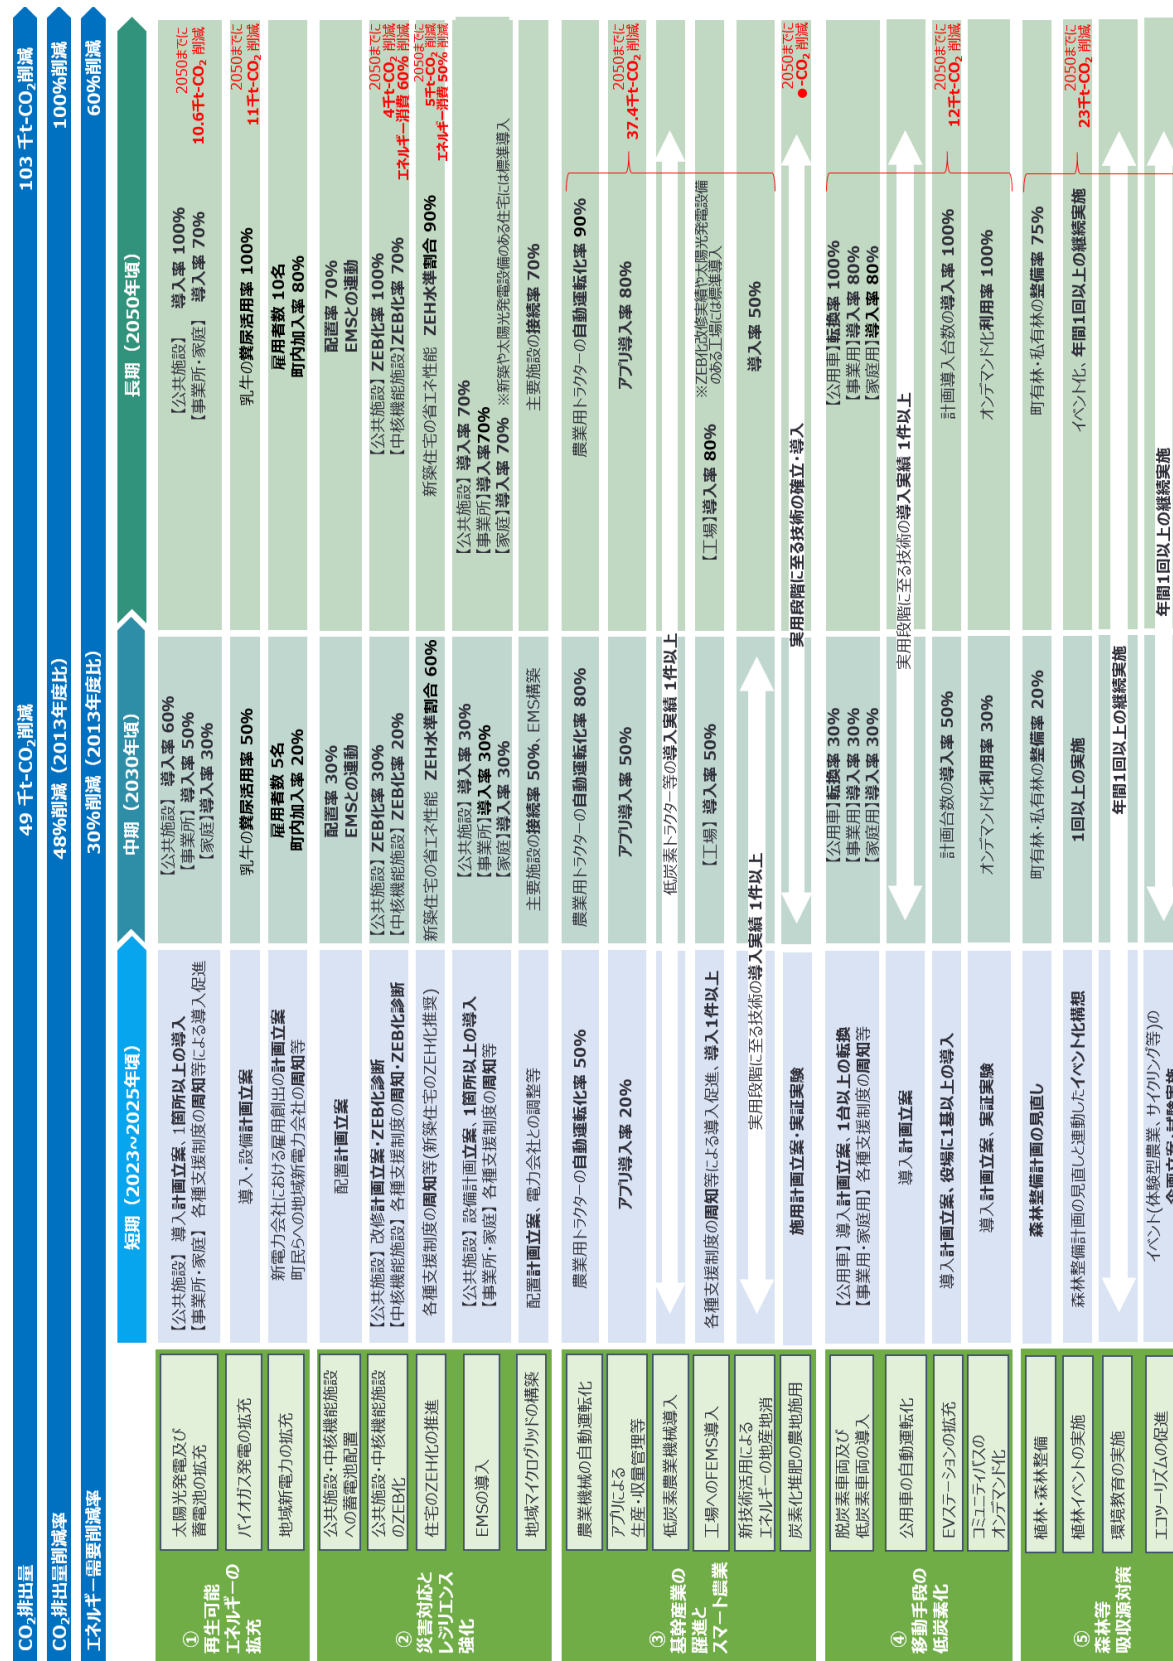 CO₂排出量
49 千t-CO₂削減
103 千t-CO₂削減
CO₂排出量削減率
48%削減（2013年度比）
100%削減
エネルギー需要削減率
30%削減（2013年度比）
60%削減
短期（2023~2025年頃）
中期（2030年頃）
長期（2050年頃）
①
再生可能
エネルギーの
拡充
太陽光発電及び
蓄電池の拡充
【公共施設】 導入計画立案、1箇所以上の導入
【事業所・家庭】 各種支援制度の周知等による導入促進
【公共施設】 導入率 60%
【事業所】導入率 50%
【家庭】導入率 30%
【公共施設】 導入率 100%
【事業所・家庭】 導入率 70%
2050までに
10.6千t-CO₂ 削減
バイオガス発電の拡充
導入・設備計画立案
乳牛の糞尿活用率 50%
乳牛の糞尿活用率 100%
2050までに
11千t-CO₂ 削減
地域新電力の拡充
新電力会社における雇用創出の計画立案
町民らへの地域新電力会社の周知等
雇用者数 5名
町内加入率 20%
雇用者数 10名
町内加入率 80%
②
災害対応と
レジリエンス
強化
公共施設・中核機能施設
への蓄電池配置
配置計画立案
配置率 30%
EMSとの連動
配置率 70%
EMSとの連動
公共施設・中核機能施設
のZEB化
【公共施設】改修計画立案・ZEB化診断
【中核機能施設】各種支援制度の周知・ZEB化診断
【公共施設】ZEB化率 30%
【中核機能施設】ZEB化率 20%
【公共施設】ZEB化率 100%
【中核機能施設】ZEB化率 70%
2050までに
4千t-CO₂ 削減
エネルギー消費 60% 削減
住宅のZEH化の推進
各種支援制度の周知等(新築住宅のZEH化推奨)
新築住宅の省エネ性能 ZEH水準割合 60%
新築住宅の省エネ性能 ZEH水準割合 90%
2050までに
5千t-CO₂ 削減
エネルギー消費 50% 削減
EMSの導入
【公共施設】設備計画立案、1箇所以上の導入
【事業所・家庭】各種支援制度の周知等
【公共施設】導入率 30%
【事業所】導入率 30%
【家庭】導入率 30%
【公共施設】導入率 70%
【事業所】導入率70%
【家庭】導入率 70% ※新築や太陽光発電設備のある住宅には標準導入
地域マイクログリッドの構築
配置計画立案、電力会社との調整等
主要施設の接続率 50%、EMS構築
主要施設の接続率 70%
③
基幹産業の
躍進と
スマート農業
農業機械の自動運転化
農業用トラクターの自動運転化率 50%
農業用トラクターの自動運転化率 80%
農業用トラクターの自動運転化率 90%
アプリによる
生産・収量管理等
アプリ導入率 20%
アプリ導入率 50%
アプリ導入率 80%
2050までに
37.4千t-CO₂ 削減
低炭素農業機械導入
低炭素トラクター等の導入実績 1件以上
工場へのFEMS導入
各種支援制度の周知等による導入促進、導入1件以上
【工場】導入率 50%
【工場】導入率 80%
※ZEB化改修実績や太陽光発電設備
のある工場には標準導入
新技術活用による
エネルギーの地産地消
実用段階に至る技術の導入実績 1件以上
導入率 50%
炭素化堆肥の農地施用
施用計画立案・実証実験
実用段階に至る技術の確立・導入
2050までに
●-CO₂ 削減
④
移動手段の
低炭素化
脱炭素車両及び
低炭素車両の導入
【公用車】導入計画立案、1台以上の転換
【事業用・家庭用】各種支援制度の周知等
【公用車】転換率 30%
【事業用】導入率 30%
【家庭用】導入率 30%
【公用車】転換率 100%
【事業用】導入率 80%
【家庭用】導入率 80%
公用車の自動運転化
導入計画立案
実用段階に至る技術の導入実績 1件以上
EVステーションの拡充
導入計画立案、役場に1基以上の導入
計画台数の導入率 50%
計画導入台数の導入率 100%
2050までに
12千t-CO₂ 削減
コミュニティバスの
オンデマンド化
導入 計画立案、実証実験
オンデマンド化利用率 30%
オンデマンド化利用率 100%
⑤
森林等
吸収源対策
植林・森林整備
森林整備計画の見直し
町有林・私有林の整備率 20%
町有林・私有林の整備率 75%
植林イベントの実施
森林整備計画の見直しと連動したイベント化構想
1回以上の実施
イベント化、年間1回以上の継続実施
2050までに
23千t-CO₂ 削減
環境教育の実施
年間1回以上の継続実施
エコツーリズムの促進
イベント(体験型農業、サイクリング等)の
年間1回以上の継続実施